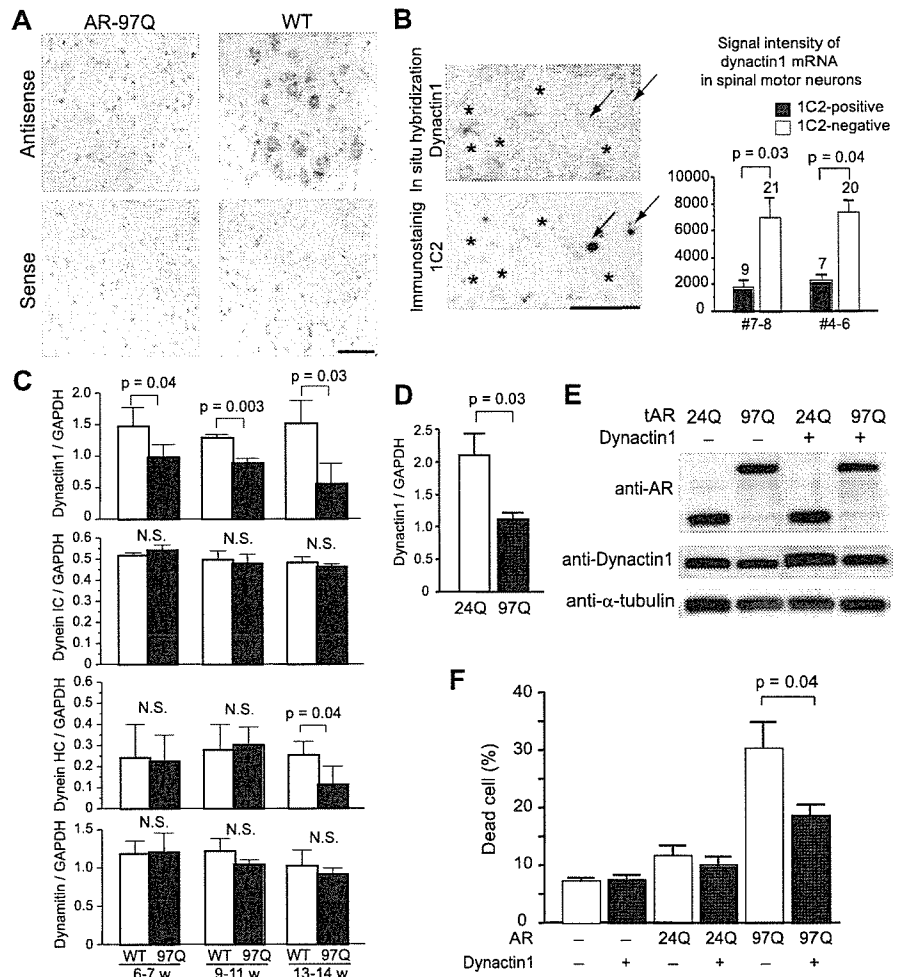 A
AR-97Q
WT
Antisense
Sense
B
In situ hybridization
Dynactin1
Immunostainig
1C2
Signal intensity of
dynactin1 mRNA
in spinal motor neurons
1C2-positive
1C2-negative
p = 0.03
p = 0.04
10000
8000
6000
4000
2000
0
9
21
7
20
#7-8
#4-6
C
p = 0.04
p = 0.003
p = 0.03
Dynactin1 / GAPDH
2.0
1.5
1.0
0.5
0
Dynein IC / GAPDH
N.S.
N.S.
N.S.
0.6
0.5
0.4
0.3
0.2
0.1
0
Dynein HC / GAPDH
N.S.
N.S.
p = 0.04
0.6
0.5
0.4
0.3
0.2
0.1
0
Dynamitin / GAPDH
N.S.
N.S.
N.S.
1.5
1.0
0.5
0
WT 97Q
WT 97Q
WT 97Q
6-7 w
9-11 w
13-14 w
D
p = 0.03
Dynactin1 / GAPDH
2.5
2.0
1.5
1.0
0.5
0
24Q
97Q
E
tAR 24Q 97Q 24Q 97Q
Dynactin1 – – + +
anti-AR
anti-Dynactin1
anti-α-tubulin
F
p = 0.04
Dead cell (%)
40
30
20
10
0
AR – – 24Q 24Q 97Q 97Q
Dynactin1 – + – + – +